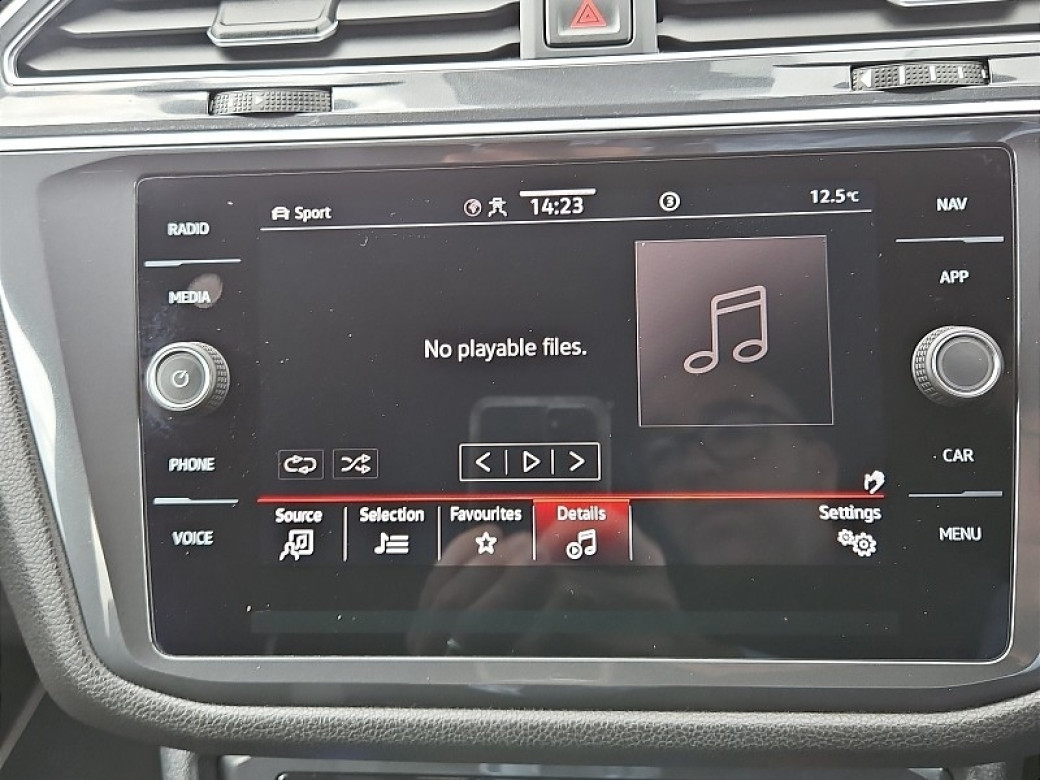 RADIO
MEDIA
PHONE
VOICE
Sport
14:23
3
12.5°C
No playable files.
Source
Selection
Favourites
Details
Settings
NAV
APP
CAR
MENU